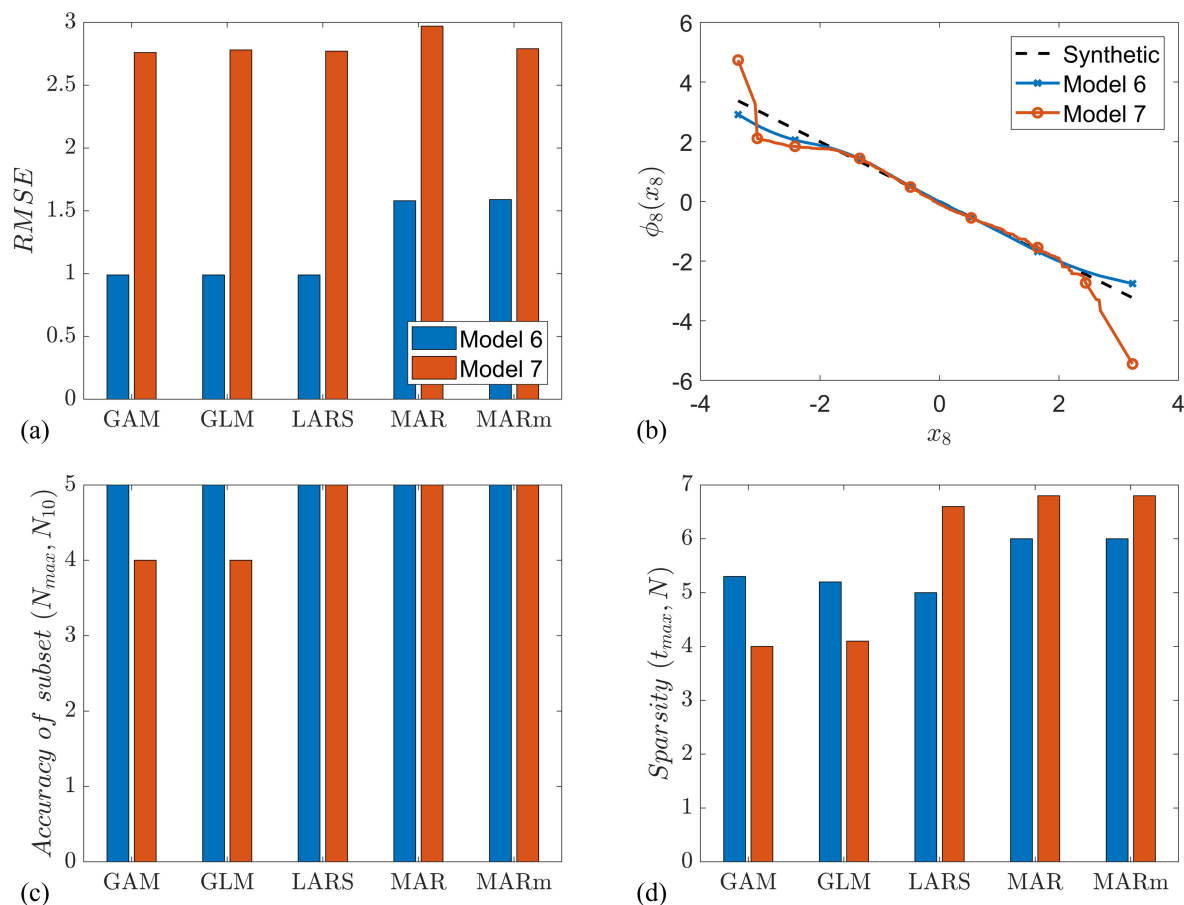 3
2.5
2
1.5
1
0.5
0
RMSE
Model 6
Model 7
GAM GLM LARS MAR MARm
(a)
6
4
2
0
-2
-4
-6
ϕ₈(x₈)
Synthetic
Model 6
Model 7
-4 -2 0 2 4
x₈
(b)
5
4
3
2
1
0
Accuracy of subset (Nₘₐₓ, N₁₀)
GAM GLM LARS MAR MARm
(c)
7
6
5
4
3
2
1
0
Sparsity (tₘₐₓ, N)
GAM GLM LARS MAR MARm
(d)